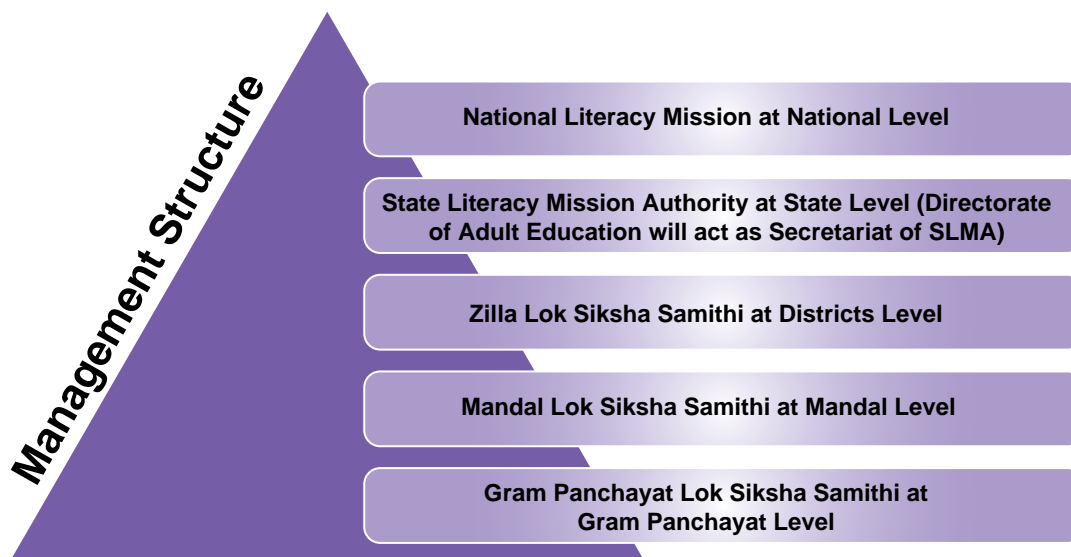 Management Structure
National Literacy Mission at National Level
State Literacy Mission Authority at State Level (Directorate
of Adult Education will act as Secretariat of SLMA)
Zilla Lok Siksha Samithi at Districts Level
Mandal Lok Siksha Samithi at Mandal Level
Gram Panchayat Lok Siksha Samithi at
Gram Panchayat Level